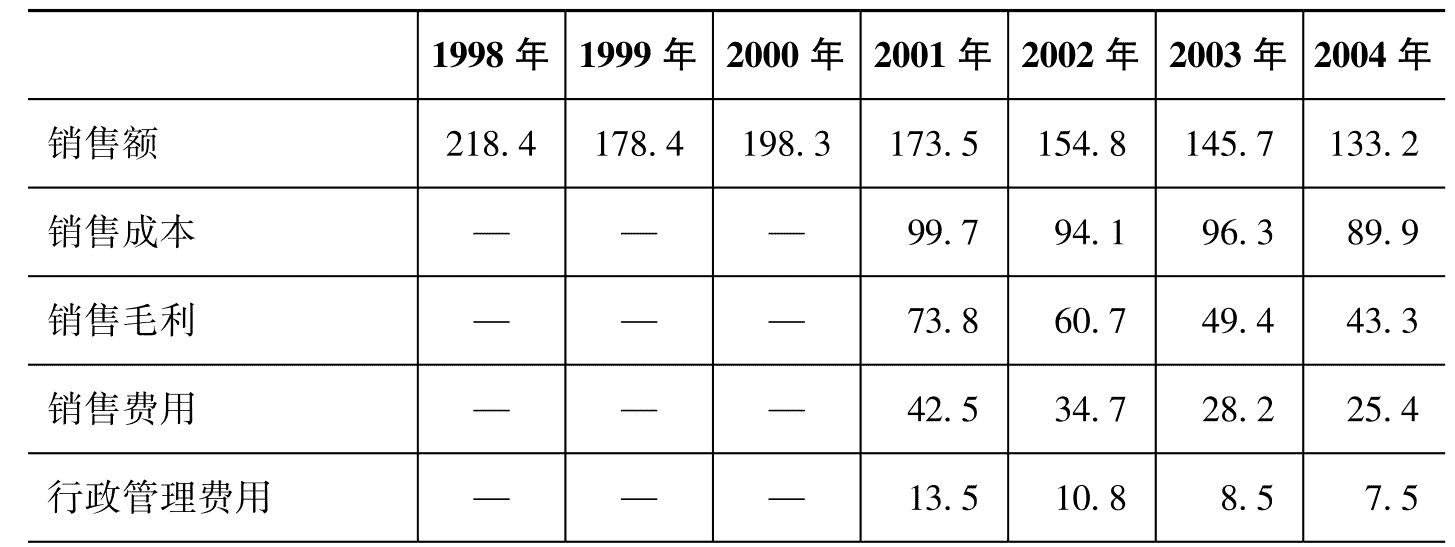 1998 年 1999 年 2000 年 2001 年 2002 年 2003 年 2004 年
销售额 218.4 178.4 198.3 173.5 154.8 145.7 133.2
销售成本 — — — 99.7 94.1 96.3 89.9
销售毛利 — — — 73.8 60.7 49.4 43.3
销售费用 — — — 42.5 34.7 28.2 25.4
行政管理费用 — — — 13.5 10.8 8.5 7.5